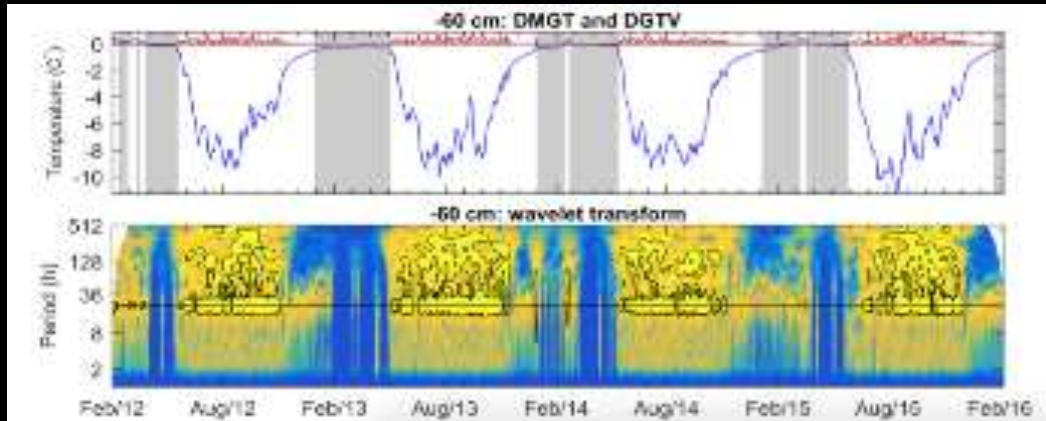 -60 cm: DMGT and DGTV
Temperature (C)
0
-2
-4
-6
-8
-10
-60 cm: wavelet transform
Period (h)
512
128
36
8
2
Feb/12 Aug/12 Feb/13 Aug/13 Feb/14 Aug/14 Feb/15 Aug/15 Feb/16